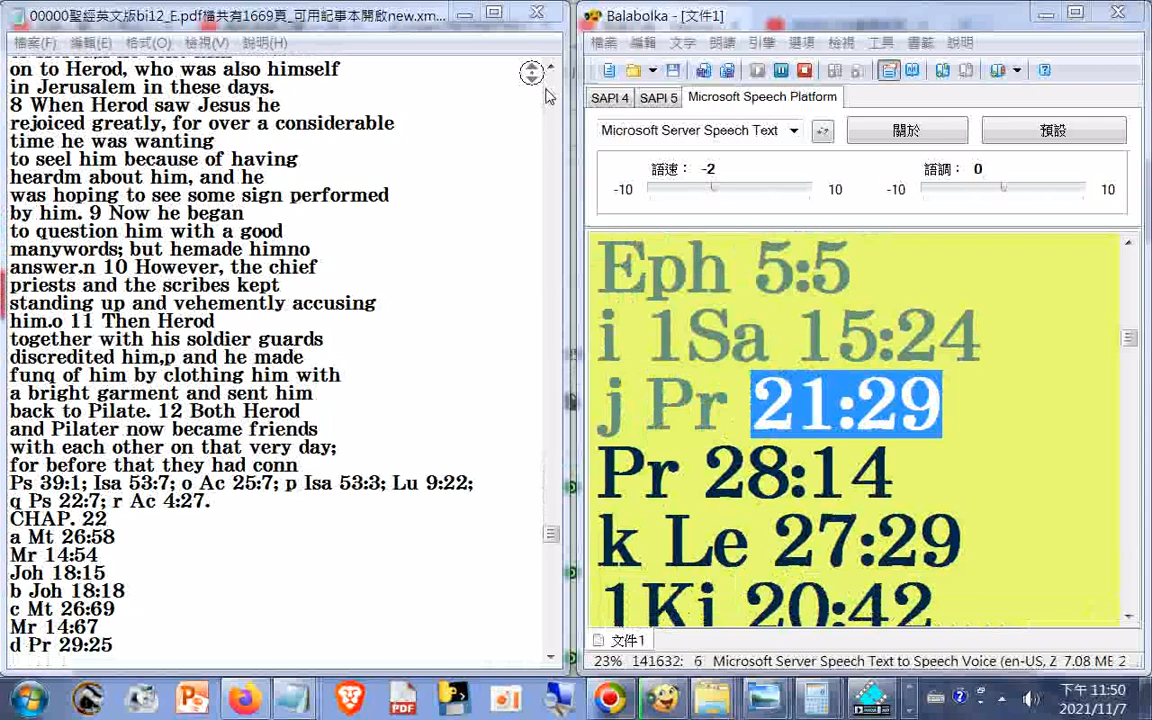 00000聖經英文版bi12_E.pdf檔共有1669頁_可用記事本開啟new.xm...
檔案(F) 編輯(E) 格式(O) 檢視(V) 說明(H)
on to Herod, who was also himself
in Jerusalem in these days.
8 When Herod saw Jesus he
rejoiced greatly, for over a considerable
time he was wanting
to seel him because of having
heardm about him, and he
was hoping to see some sign performed
by him. 9 Now he began
to question him with a good
manywords; but hemade himno
answer.n 10 However, the chief
priests and the scribes kept
standing up and vehemently accusing
him.o 11 Then Herod
together with his soldier guards
discredited him,p and he made
funq of him by clothing him with
a bright garment and sent him
back to Pilate. 12 Both Herod
and Pilater now became friends
with each other on that very day;
for before that they had conn
Ps 39:1; Isa 53:7; o Ac 25:7; p Isa 53:3; Lu 9:22;
q Ps 22:7; r Ac 4:27.
CHAP. 22
a Mt 26:58
Mr 14:54
Joh 18:15
b Joh 18:18
c Mt 26:69
Mr 14:67
d Pr 29:25
Balabolka - [文件1]
檔案 編輯 文字 朗讀 引擎 選項 檢視 工具 書籤 說明
SAPI 4 SAPI 5 Microsoft Speech Platform
Microsoft Server Speech Text 關於 預設
語速： -2 語調： 0
-10 10 -10 10
Eph 5:5
i 1Sa 15:24
j Pr 21:29
Pr 28:14
k Le 27:29
1Ki 20:42
文件1
23% 141632: 6 Microsoft Server Speech Text to Speech Voice (en-US, Z 7.08 ME 2
下午 11:50
2021/11/7